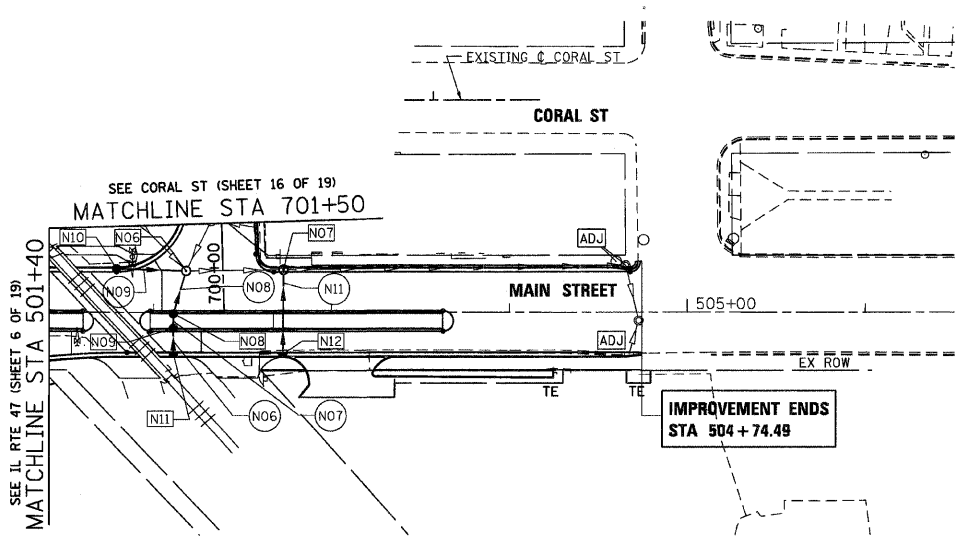 EXISTING ℄ CORAL ST
CORAL ST
SEE CORAL ST (SHEET 16 OF 19)
MATCHLINE STA 701+50
N10
N06
N07
ADJ
N09
700+00
N08
N11
MAIN STREET
505+00
N09
N08
N12
ADJ
EX ROW
TE
TE
N11
N06
N07
IMPROVEMENT ENDS
STA 504+74.49
SEE IL RTE 47 (SHEET 6 OF 19)
MATCHLINE STA 501+40